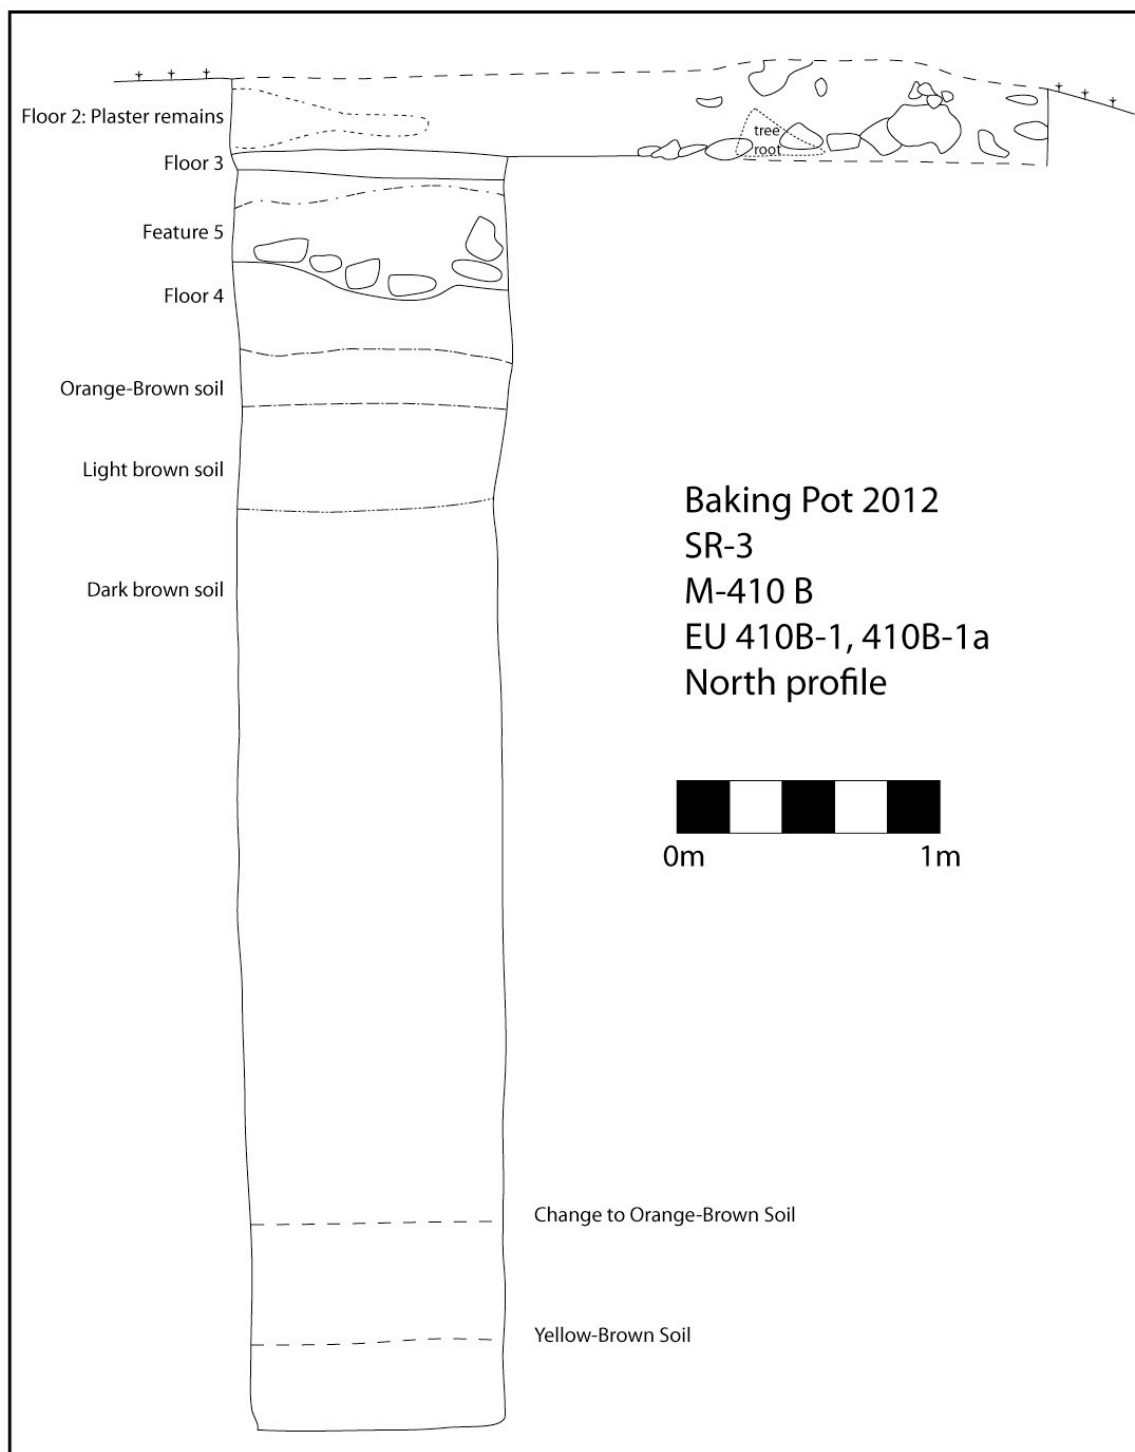 Floor 2: Plaster remains
tree
root
Floor 3
Feature 5
Floor 4
Orange-Brown soil
Light brown soil
Dark brown soil
Baking Pot 2012
SR-3
M-410 B
EU 410B-1, 410B-1a
North profile
0m 1m
Change to Orange-Brown Soil
Yellow-Brown Soil